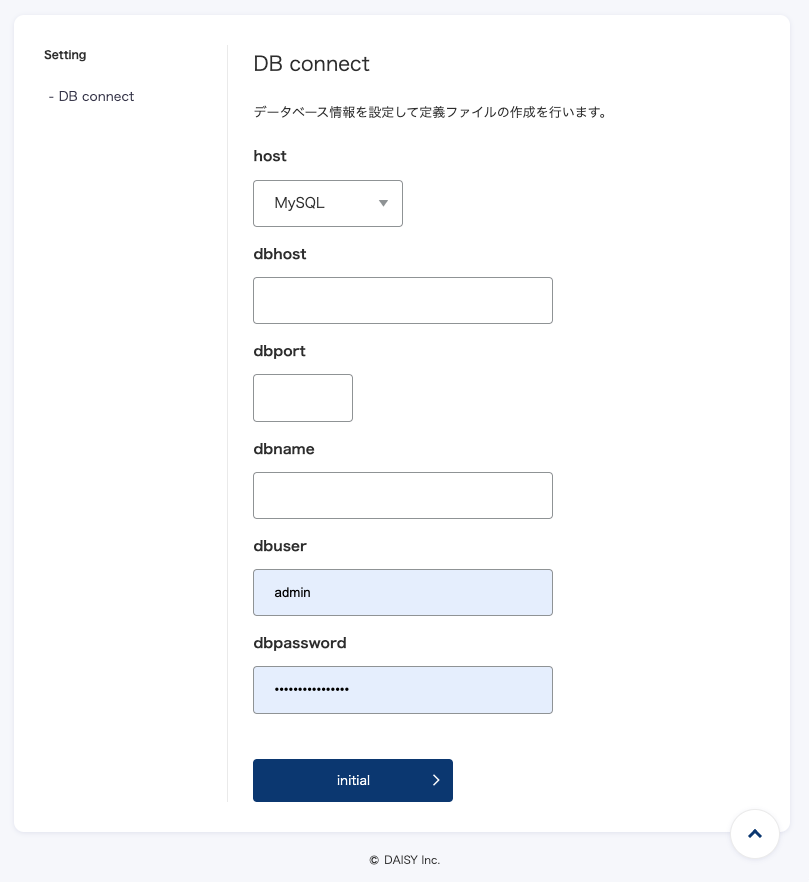 Setting
- DB connect
DB connect
データベース情報を設定して定義ファイルの作成を行います。
host
MySQL
dbhost
dbport
dbname
dbuser
admin
dbpassword
••••••••••••••••
initial
© DAISY Inc.